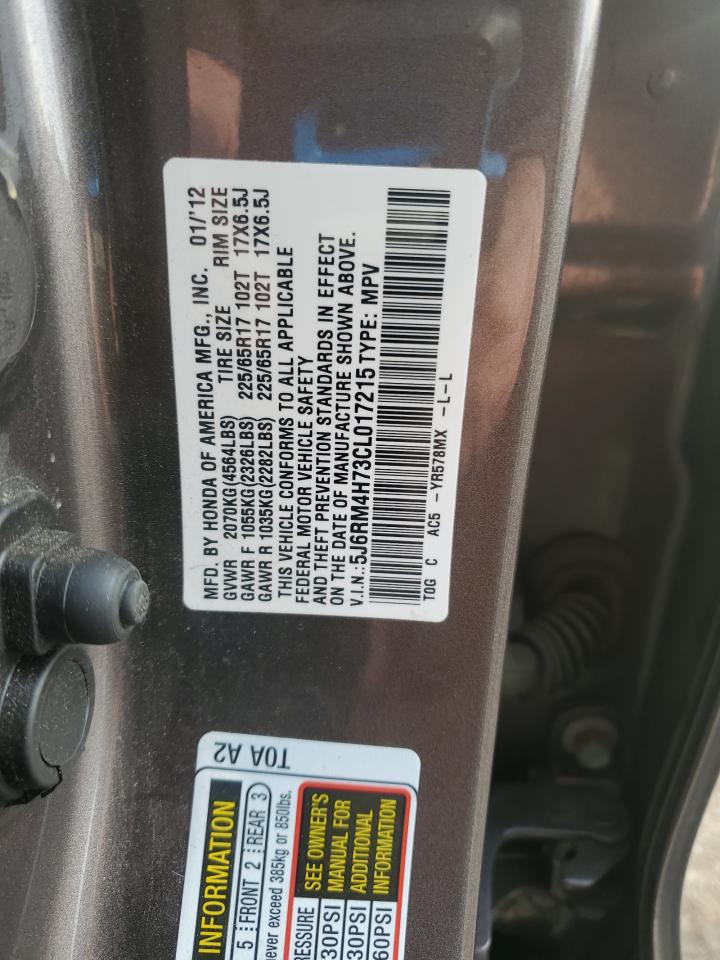 MFD. BY HONDA OF AMERICA MFG., INC. 01/'12
GVWR 2070KG(4564LBS) TIRE SIZE RIM SIZE
GAWR F 1055KG(2326LBS) 225/65R17 102T 17X6.5J
GAWR R 1035KG(2282LBS) 225/65R17 102T 17X6.5J
THIS VEHICLE CONFORMS TO ALL APPLICABLE
FEDERAL MOTOR VEHICLE SAFETY
AND THEFT PREVENTION STANDARDS IN EFFECT
ON THE DATE OF MANUFACTURE SHOWN ABOVE.
V.I.N.:5J6RM4H73CL017215 TYPE: MPV
T0G C AC5 -YR578MX -L-L
T0A A2
INFORMATION
5 FRONT 2 REAR 3
never exceed 385kg or 850lbs.
RESSURE SEE OWNER'S
30PSI MANUAL FOR
30PSI ADDITIONAL
60PSI INFORMATION